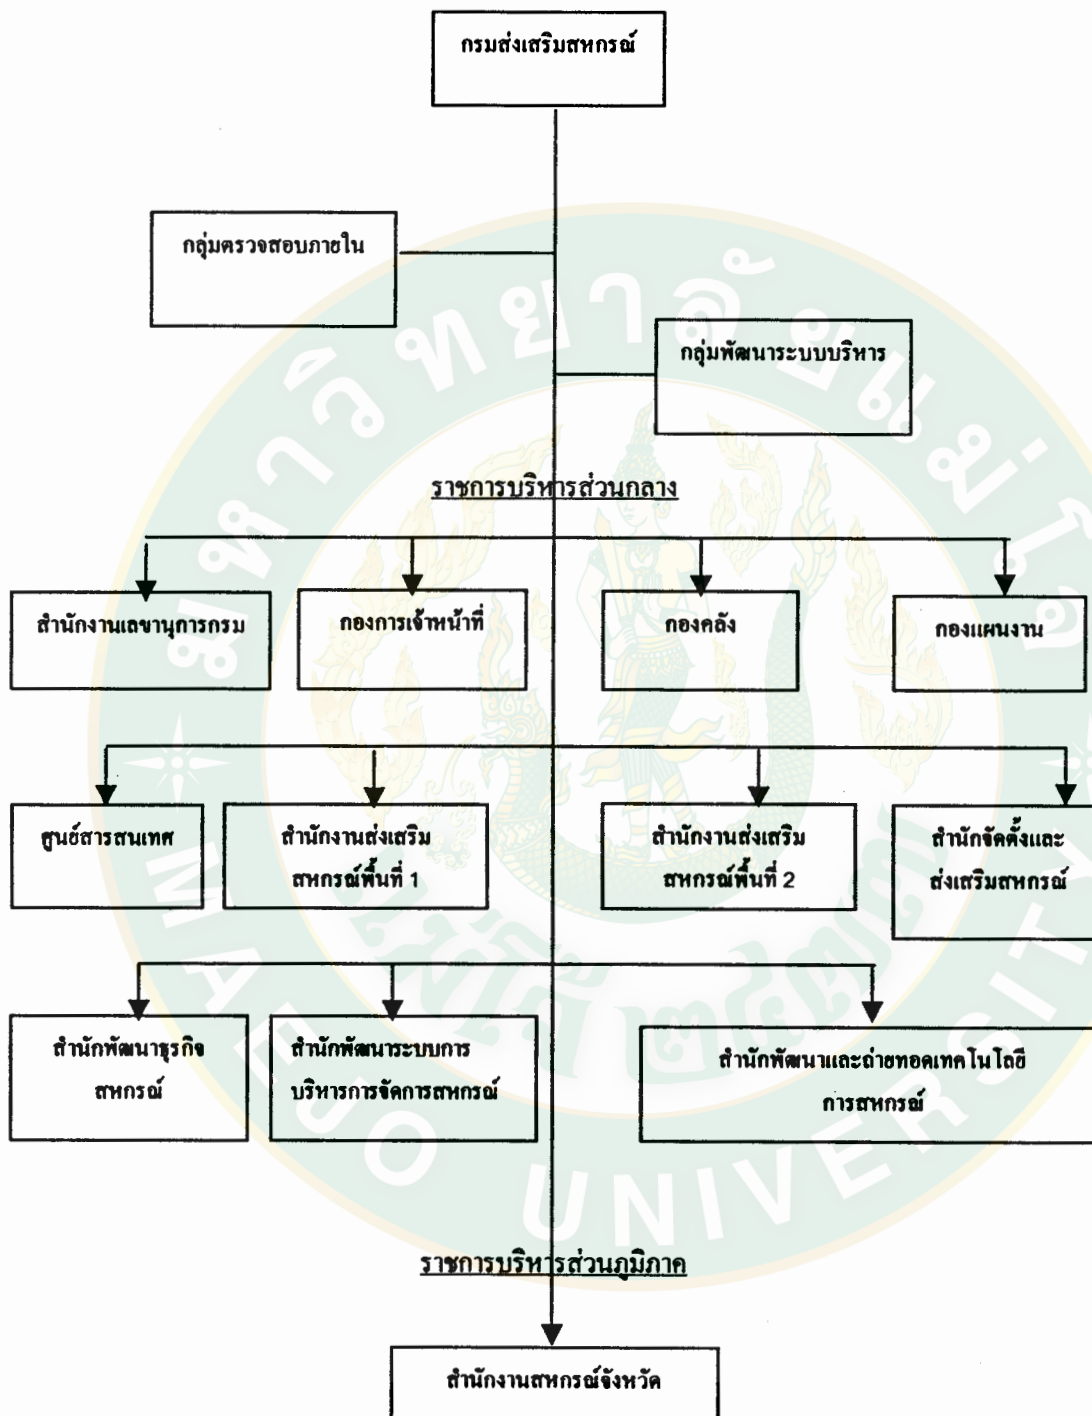 กรมส่งเสริมสหกรณ์
กลุ่มตรวจสอบภายใน
กลุ่มพัฒนาระบบบริหาร
ราชการบริหารส่วนกลาง
สำนักงานเลขานุการกรม
กองการเจ้าหน้าที่
กองคลัง
กองแผนงาน
ศูนย์สารสนเทศ
สำนักงานส่งเสริม
สหกรณ์พื้นที่ 1
สำนักงานส่งเสริม
สหกรณ์พื้นที่ 2
สำนักจัดตั้งและ
ส่งเสริมสหกรณ์
สำนักพัฒนาธุรกิจ
สหกรณ์
สำนักพัฒนาระบบการ
บริหารการจัดการสหกรณ์
สำนักพัฒนาและถ่ายทอดเทคโนโลยี
การสหกรณ์
ราชการบริหารส่วนภูมิภาค
สำนักงานสหกรณ์จังหวัด
มหาวิทยาลัยแม่โจ้
MAEJO UNIVERSITY